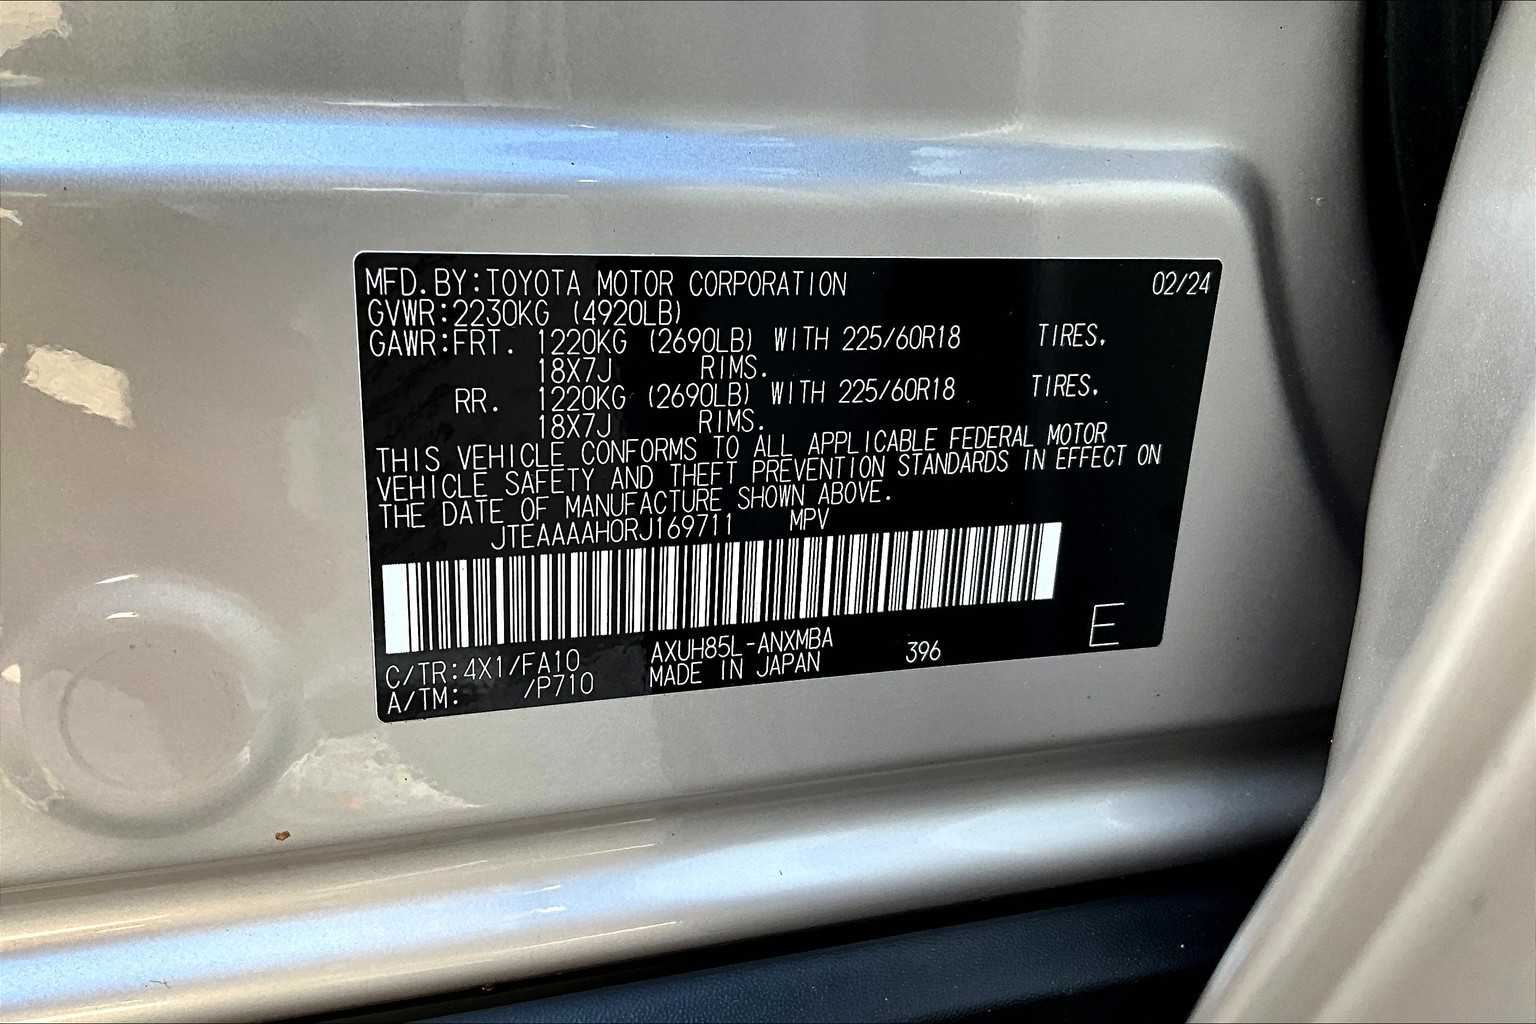 MFD.BY:TOYOTA MOTOR CORPORATION 02/24
GVWR:2230KG (4920LB)
GAWR:FRT. 1220KG (2690LB) WITH 225/60R18 TIRES.
18X7J RIMS.
RR. 1220KG (2690LB) WITH 225/60R18 TIRES.
18X7J RIMS.
THIS VEHICLE CONFORMS TO ALL APPLICABLE FEDERAL MOTOR
VEHICLE SAFETY AND THEFT PREVENTION STANDARDS IN EFFECT ON
THE DATE OF MANUFACTURE SHOWN ABOVE.
JTEAAAAH0RJ169711 MPV
C/TR:4X1/FA10 AXUH85L-ANXMBA 396 E
A/TM: /P710 MADE IN JAPAN